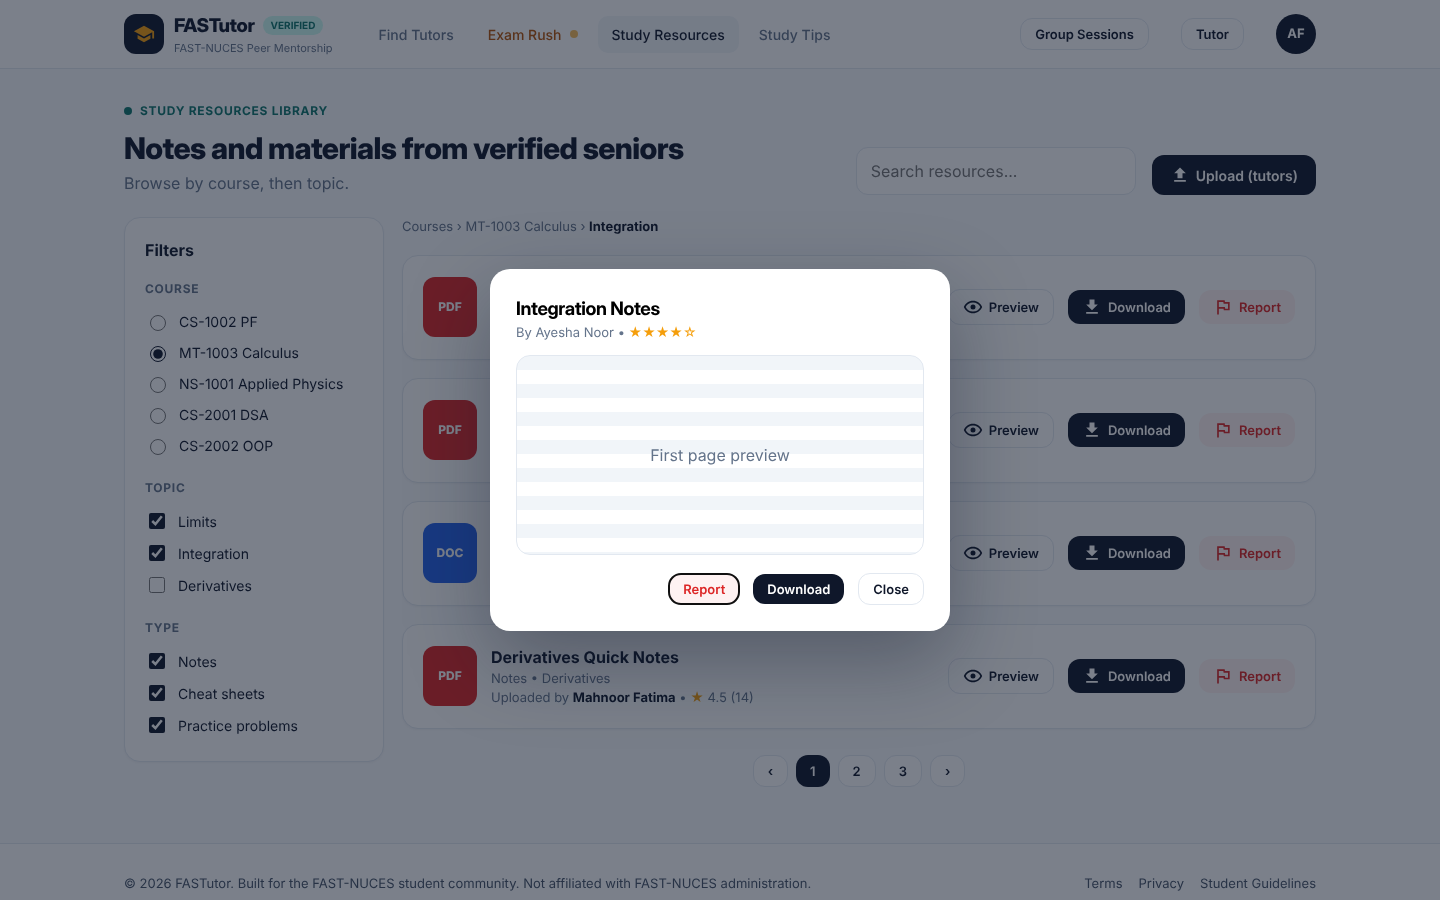 FASTutor VERIFIED
FAST-NUCES Peer Mentorship
Find Tutors
Exam Rush
Study Resources
Study Tips
Group Sessions
Tutor
AF
STUDY RESOURCES LIBRARY
Notes and materials from verified seniors
Browse by course, then topic.
Search resources...
Upload (tutors)
Filters
COURSE
CS-1002 PF
MT-1003 Calculus
NS-1001 Applied Physics
CS-2001 DSA
CS-2002 OOP
TOPIC
Limits
Integration
Derivatives
TYPE
Notes
Cheat sheets
Practice problems
Courses › MT-1003 Calculus › Integration
PDF
Preview
Download
Report
PDF
Preview
Download
Report
DOC
Preview
Download
Report
PDF
Derivatives Quick Notes
Notes • Derivatives
Uploaded by Mahnoor Fatima • ★ 4.5 (14)
Preview
Download
Report
Integration Notes
By Ayesha Noor • ★★★★☆
First page preview
Report
Download
Close
‹ 1 2 3 ›
© 2026 FASTutor. Built for the FAST-NUCES student community. Not affiliated with FAST-NUCES administration.
Terms
Privacy
Student Guidelines